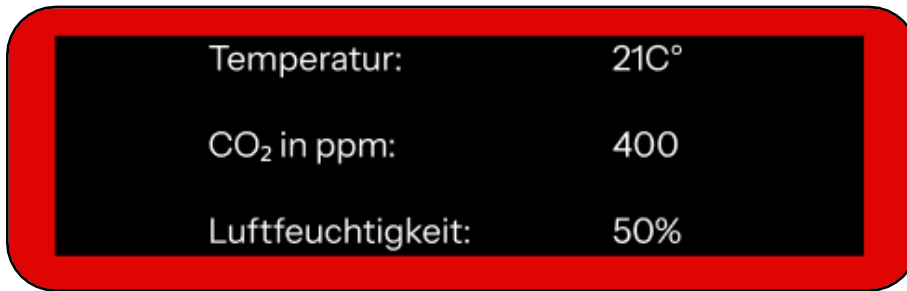 Temperatur: 21C°
CO₂ in ppm: 400
Luftfeuchtigkeit: 50%